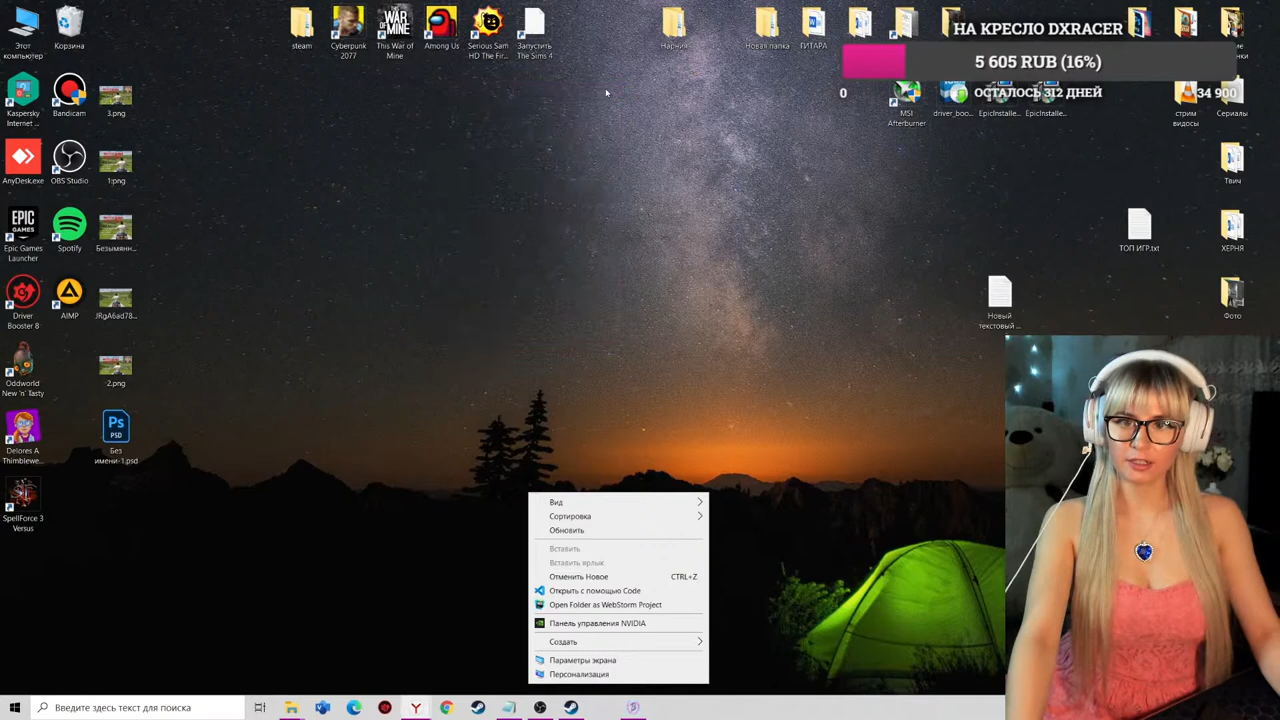 Этот
компьютер
Корзина
steam
Cyberpunk
2077
This War of
Mine
Among Us
Serious Sam
HD The Fir...
Запустить
The Sims 4
Нарния
Новая папка
ГИТАРА
НА КРЕСЛО DXRACER
5 605 RUB (16%)
0
ОСТАЛОСЬ 312 ДНЕЙ
34 900
Kaspersky
Internet ...
Bandicam
3.png
MSI
Afterburner
driver_boo...
EpicInstalle...
EpicInstalle...
стрим
видосы
Сериалы
AnyDesk.exe
OBS Studio
1.png
Твич
EPIC
GAMES
Epic Games
Launcher
Spotify
Безымянн...
ТОП ИГР.txt
ХЕРНЯ
Driver
Booster 8
AIMP
JRgA6ad78...
Новый
текстовый ...
Фото
Oddworld
New 'n' Tasty
2.png
Delores A
Thimblewe...
Ps
PSD
Без
имени-1.psd
SpellForce 3
Versus
Вид
Сортировка
Обновить
Вставить
Вставить ярлык
Отменить Новое CTRL+Z
Открыть с помощью Code
Open Folder as WebStorm Project
Панель управления NVIDIA
Создать
Параметры экрана
Персонализация
Введите здесь текст для поиска